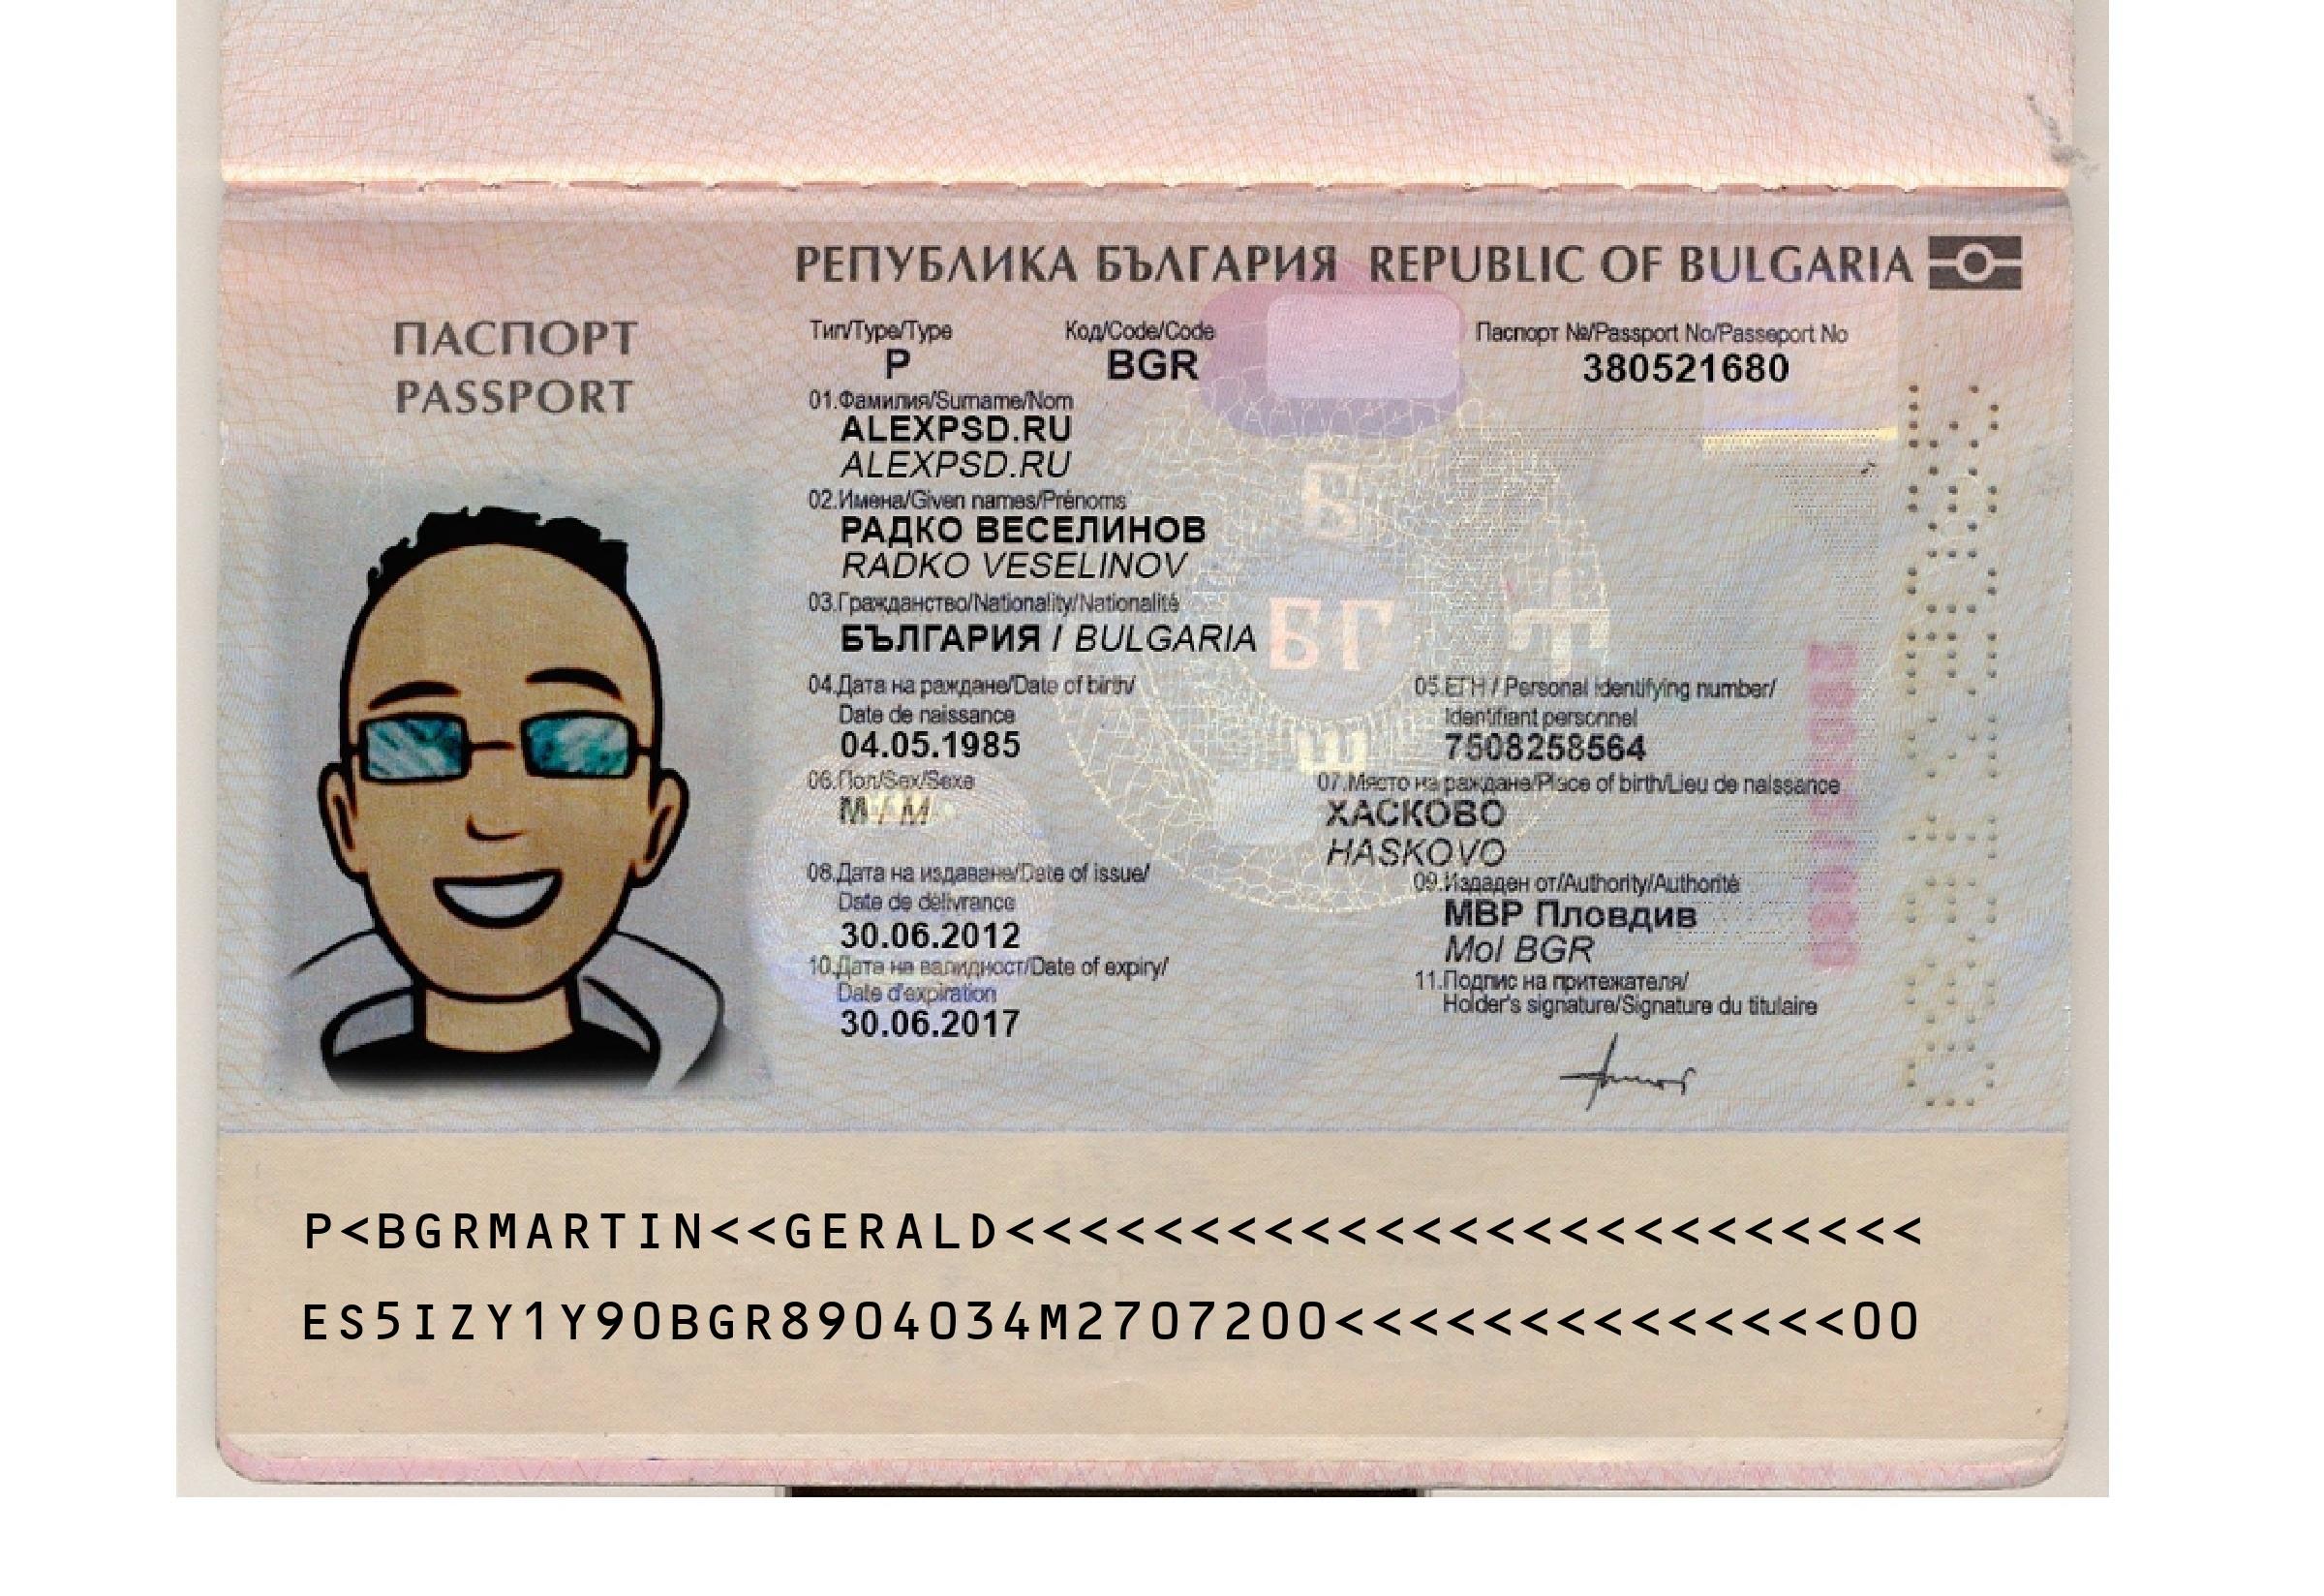 РЕПУБЛИКА БЪЛГАРИЯ REPUBLIC OF BULGARIA
ПАСПОРТ
PASSPORT
Тип/Type/Type Код/Code/Code Паспорт №/Passport No/Passeport No
P BGR 380521680
01.Фамилия/Surname/Nom
ALEXPSD.RU
ALEXPSD.RU
02.Имена/Given names/Prénoms
РАДКО ВЕСЕЛИНОВ
RADKO VESELINOV
03.Гражданство/Nationality/Nationalité
БЪЛГАРИЯ / BULGARIA
04.Дата на раждане/Date of birth/
Date de naissance
04.05.1985
05.ЕГН / Personal identifying number/
Identifiant personnel
7508258564
06.Пол/Sex/Sexe
М / M
07.Място на раждане/Place of birth/Lieu de naissance
ХАСКОВО
HASKOVO
08.Дата на издаване/Date of issue/
Date de délivrance
30.06.2012
09.Издаден от/Authority/Authorité
МВР Пловдив
MoI BGR
10.Дата на валидност/Date of expiry/
Date d'expiration
30.06.2017
11.Подпис на притежателя/
Holder's signature/Signature du titulaire
P<BGRMARTIN<<GERALD<<<<<<<<<<<<<<<<<<<<<<<<<
ES5IZY1Y90BGR8904034M2707200<<<<<<<<<<<<<<00